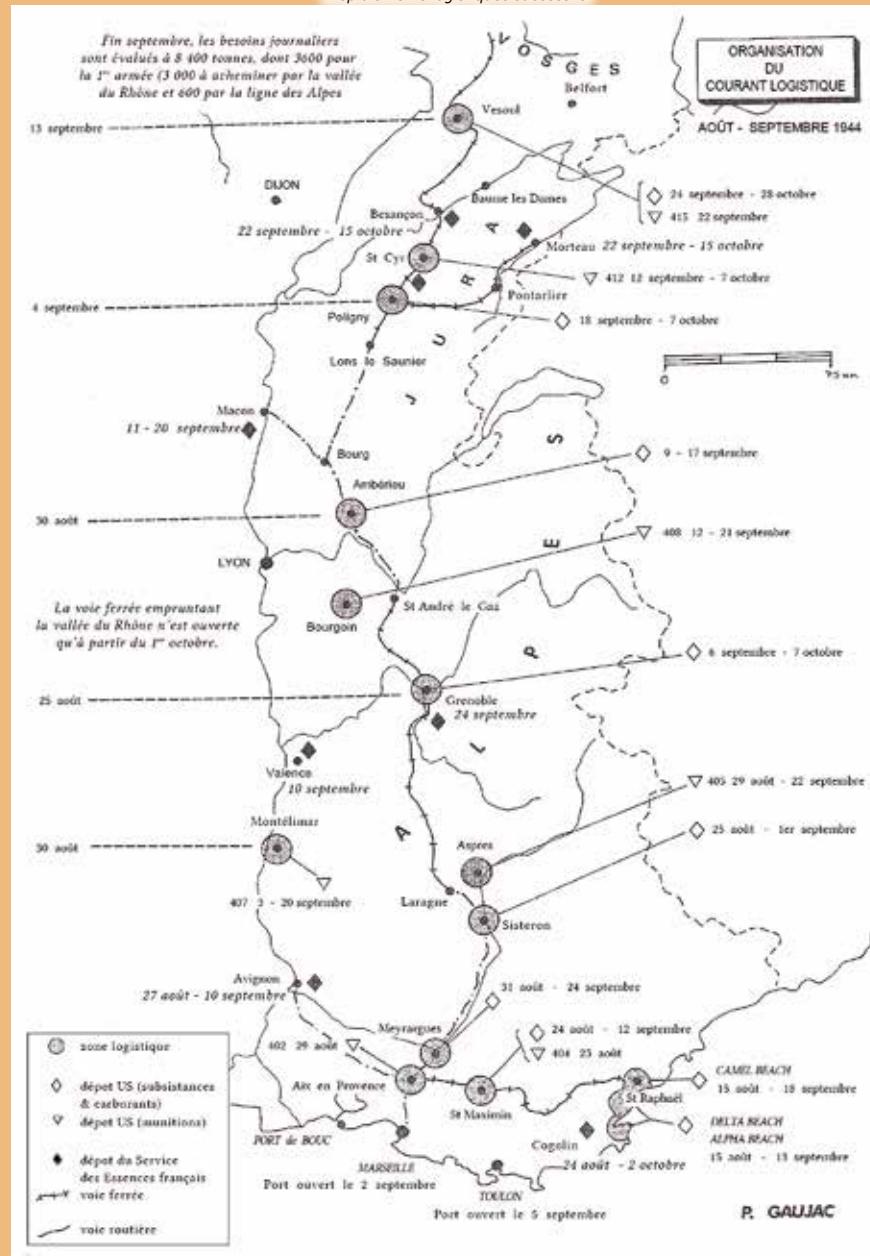 Fin septembre, les besoins journaliers
sont évalués à 8 400 tonnes, dont 3600 pour
la 1re armée (3 000 à acheminer par la vallée
du Rhône et 600 par la ligne des Alpes
ORGANISATION
DU
COURANT LOGISTIQUE
AOÛT - SEPTEMBRE 1944
VOSGES
Belfort
Vesoul
13 septembre
DIJON
24 septembre - 28 octobre
415 22 septembre
Baume les Dames
Besançon
22 septembre - 15 octobre
Morteau 22 septembre - 15 octobre
St Cyr
412 12 septembre - 7 octobre
Pontarlier
4 septembre
Poligny
18 septembre - 7 octobre
Lons le Saunier
JURA
0
75 km
Macon
11 - 20 septembre
Bourg
9 - 17 septembre
Ambérieu
30 août
408 12 - 21 septembre
LYON
St André le Gaz
Bourgoin
La voie ferrée empruntant
la vallée du Rhône n'est ouverte
qu'à partir du 1er octobre.
6 septembre - 7 octobre
25 août
Grenoble
24 septembre
ALPES
Valence
10 septembre
405 29 août - 22 septembre
Montélimar
25 août - 1er septembre
30 août
Aspres
407 3 - 20 septembre
Laragne
Sisteron
Avignon
27 août - 10 septembre
31 août - 24 septembre
Meyrargues
24 août - 12 septembre
402 29 août
404 25 août
Aix en Provence
St Maximin
St Raphaël
CAMEL BEACH
15 août - 18 septembre
DELTA BEACH
ALPHA BEACH
15 août - 13 septembre
Cogolin
24 août - 2 octobre
PORT de BOUC
MARSEILLE
Port ouvert le 2 septembre
TOULON
Port ouvert le 5 septembre
zone logistique
dépot US (subsistances
& carburants)
dépot US (munitions)
dépot du Service
des Essences français
voie ferrée
voie routière
P. GAUJAC